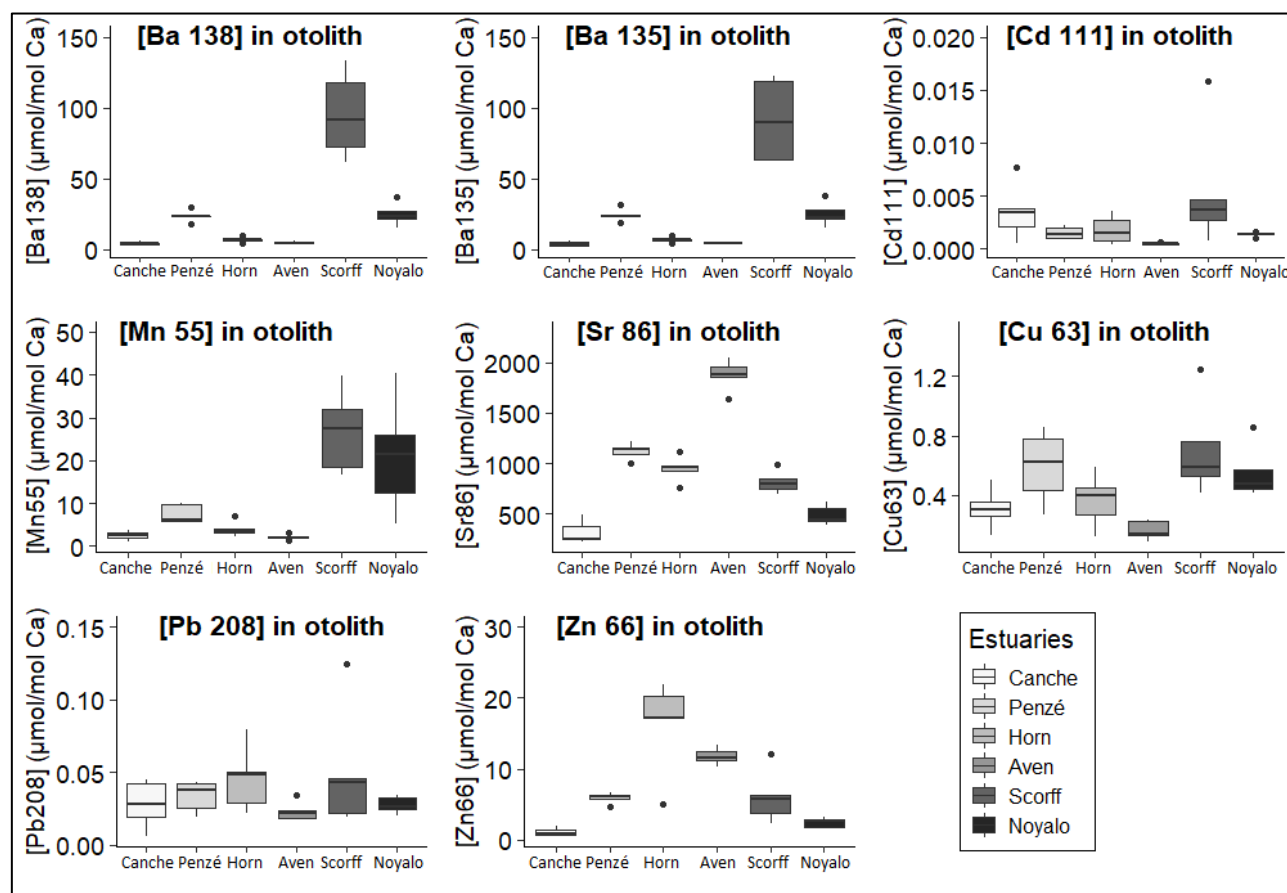 [Ba 138] in otolith
[Ba138] (µmol/mol Ca)
150
100
50
0
Canche Penzé Horn Aven Scorff Noyalo
[Ba 135] in otolith
[Ba135] (µmol/mol Ca)
150
100
50
0
Canche Penzé Horn Aven Scorff Noyalo
[Cd 111] in otolith
[Cd111] (µmol/mol Ca)
0.020
0.015
0.010
0.005
0.000
Canche Penzé Horn Aven Scorff Noyalo
[Mn 55] in otolith
[Mn55] (µmol/mol Ca)
50
40
30
20
10
0
Canche Penzé Horn Aven Scorff Noyalo
[Sr 86] in otolith
[Sr86] (µmol/mol Ca)
2000
1500
1000
500
Canche Penzé Horn Aven Scorff Noyalo
[Cu 63] in otolith
[Cu63] (µmol/mol Ca)
1.2
0.8
0.4
Canche Penzé Horn Aven Scorff Noyalo
[Pb 208] in otolith
[Pb208] (µmol/mol Ca)
0.15
0.10
0.05
0.00
Canche Penzé Horn Aven Scorff Noyalo
[Zn 66] in otolith
[Zn66] (µmol/mol Ca)
30
20
10
0
Canche Penzé Horn Aven Scorff Noyalo
Estuaries
Canche
Penzé
Horn
Aven
Scorff
Noyalo